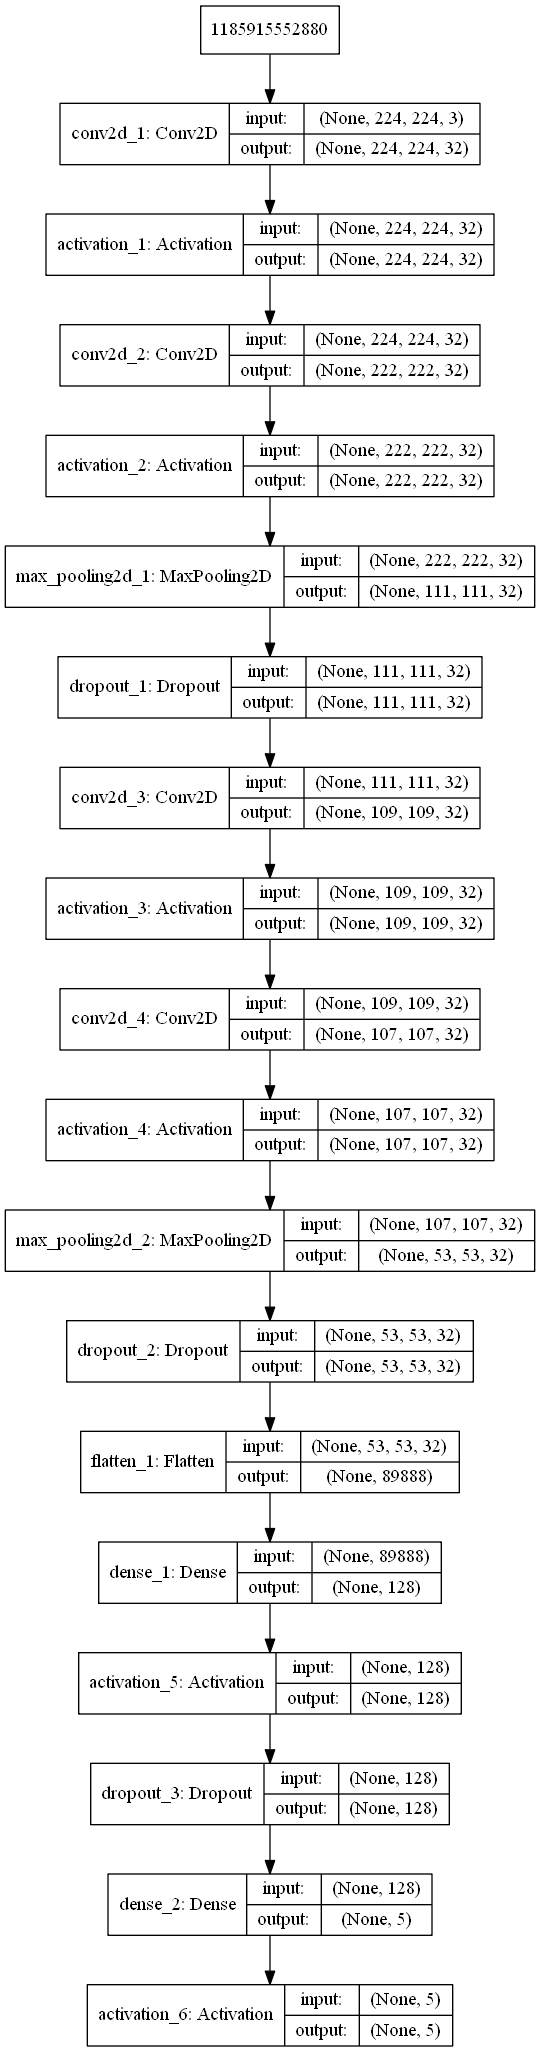 1185915552880
conv2d_1: Conv2D
input: (None, 224, 224, 3)
output: (None, 224, 224, 32)
activation_1: Activation
input: (None, 224, 224, 32)
output: (None, 224, 224, 32)
conv2d_2: Conv2D
input: (None, 224, 224, 32)
output: (None, 222, 222, 32)
activation_2: Activation
input: (None, 222, 222, 32)
output: (None, 222, 222, 32)
max_pooling2d_1: MaxPooling2D
input: (None, 222, 222, 32)
output: (None, 111, 111, 32)
dropout_1: Dropout
input: (None, 111, 111, 32)
output: (None, 111, 111, 32)
conv2d_3: Conv2D
input: (None, 111, 111, 32)
output: (None, 109, 109, 32)
activation_3: Activation
input: (None, 109, 109, 32)
output: (None, 109, 109, 32)
conv2d_4: Conv2D
input: (None, 109, 109, 32)
output: (None, 107, 107, 32)
activation_4: Activation
input: (None, 107, 107, 32)
output: (None, 107, 107, 32)
max_pooling2d_2: MaxPooling2D
input: (None, 107, 107, 32)
output: (None, 53, 53, 32)
dropout_2: Dropout
input: (None, 53, 53, 32)
output: (None, 53, 53, 32)
flatten_1: Flatten
input: (None, 53, 53, 32)
output: (None, 89888)
dense_1: Dense
input: (None, 89888)
output: (None, 128)
activation_5: Activation
input: (None, 128)
output: (None, 128)
dropout_3: Dropout
input: (None, 128)
output: (None, 128)
dense_2: Dense
input: (None, 128)
output: (None, 5)
activation_6: Activation
input: (None, 5)
output: (None, 5)